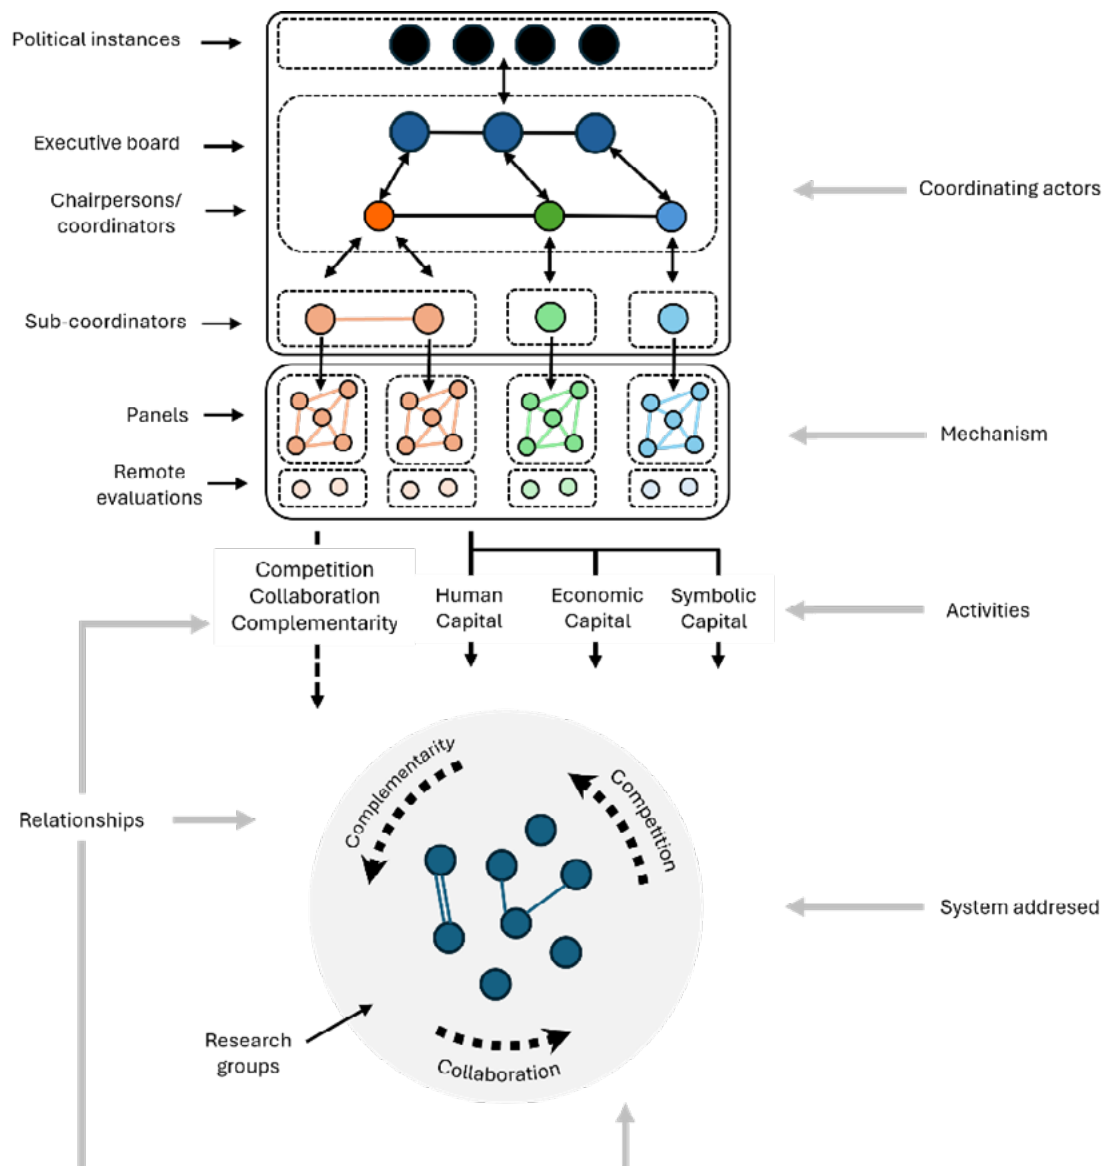 Political instances
Executive board
Chairpersons/
coordinators
Coordinating actors
Sub-coordinators
Panels
Mechanism
Remote
evaluations
Competition
Collaboration
Complementarity
Human
Capital
Economic
Capital
Symbolic
Capital
Activities
Complementarity
Competition
Relationships
System addresed
Research
groups
Collaboration